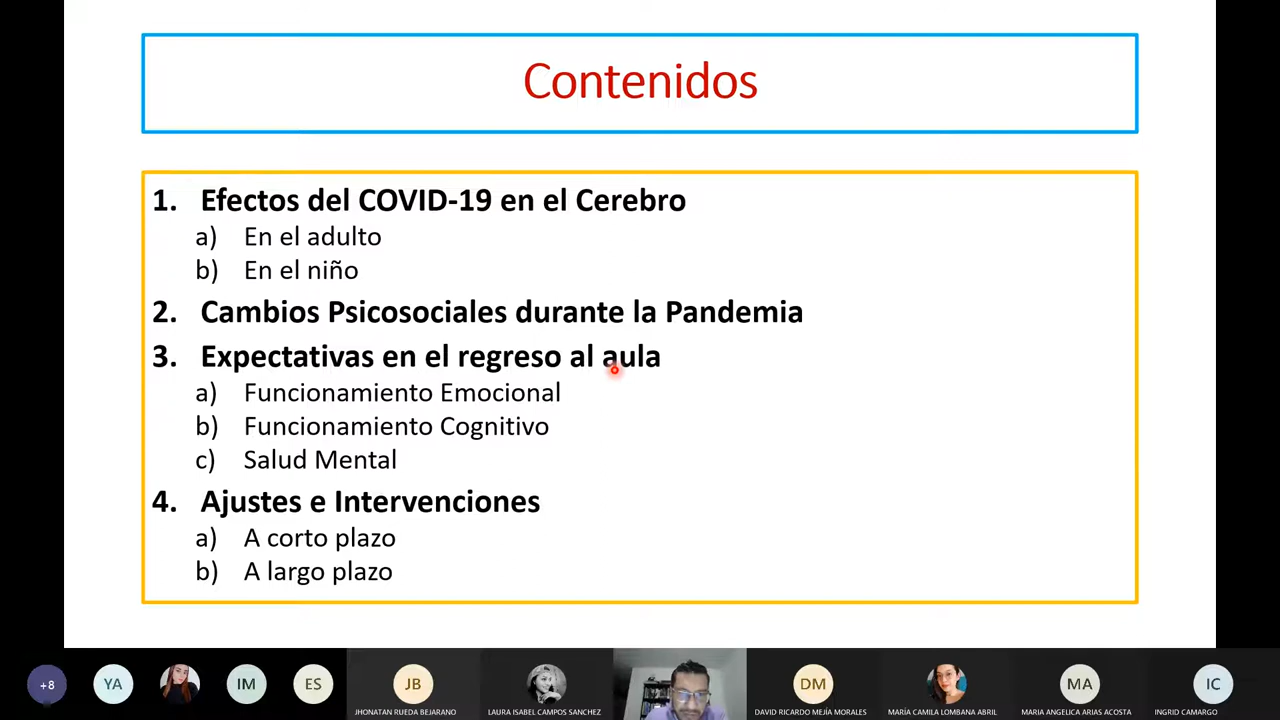 Contenidos
1. Efectos del COVID-19 en el Cerebro
a) En el adulto
b) En el niño
2. Cambios Psicosociales durante la Pandemia
3. Expectativas en el regreso al aula
a) Funcionamiento Emocional
b) Funcionamiento Cognitivo
c) Salud Mental
4. Ajustes e Intervenciones
a) A corto plazo
b) A largo plazo
+8
YA
IM
ES
JB
DM
MA
IC
JHONATAN RUEDA BEJARANO
LAURA ISABEL CAMPOS SANCHEZ
DAVID RICARDO MEJÍA MORALES
MARÍA CAMILA LOMBANA ABRIL
MARIA ANGELICA ARIAS ACOSTA
INGRID CAMARGO